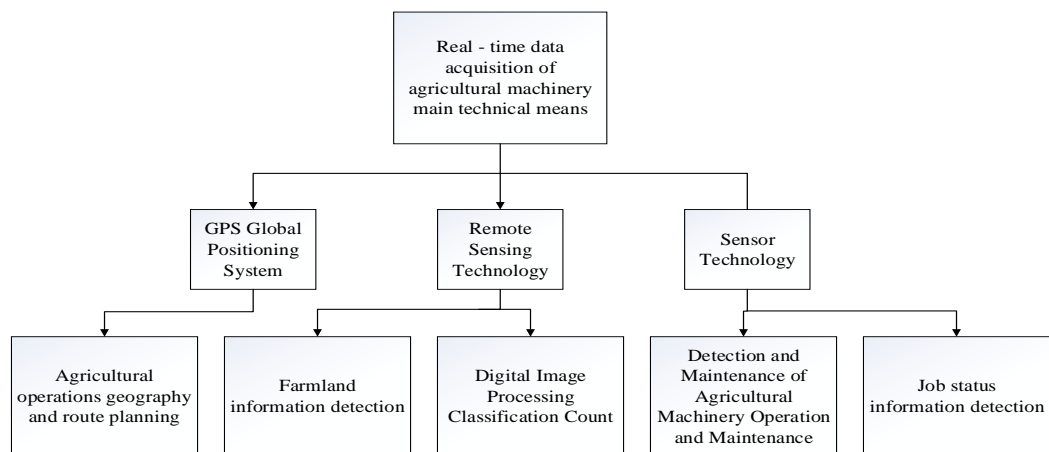 Real - time data
acquisition of
agricultural machinery
main technical means
GPS Global
Positioning
System
Remote
Sensing
Technology
Sensor
Technology
Agricultural
operations geography
and route planning
Farmland
information detection
Digital Image
Processing
Classification Count
Detection and
Maintenance of
Agricultural
Machinery Operation
and Maintenance
Job status
information detection